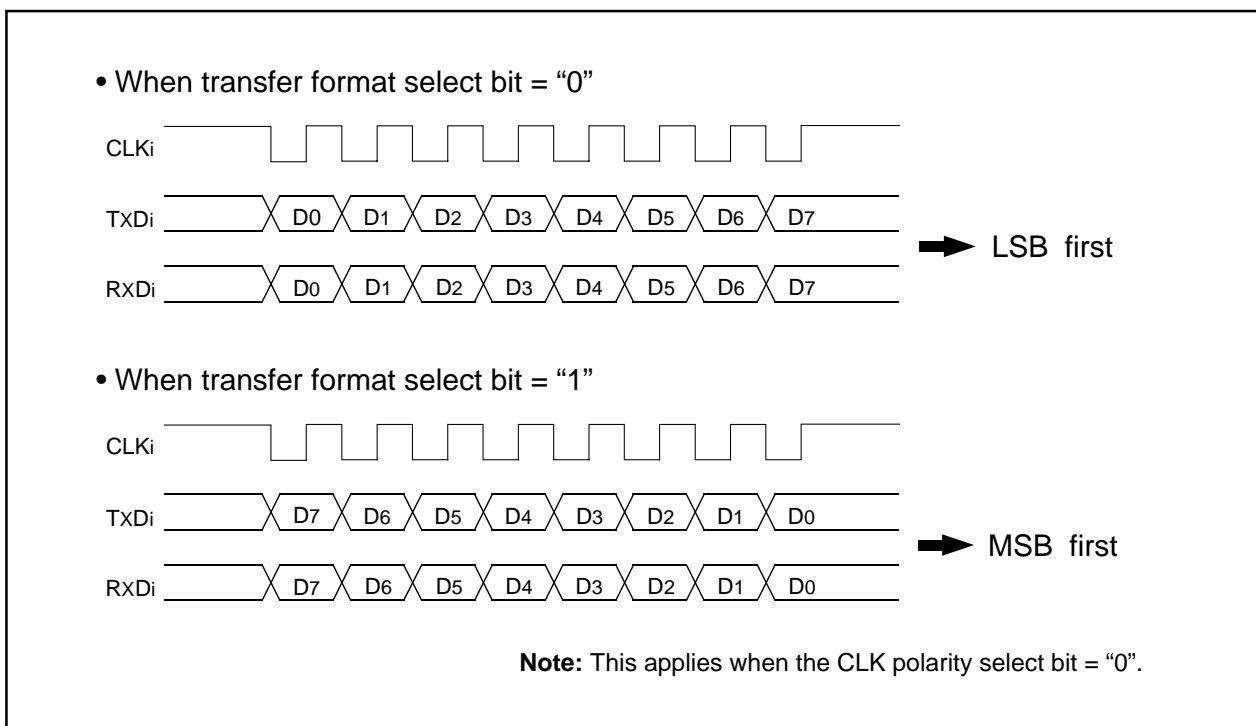 • When transfer format select bit = “0”
CLKi
TXDi D0 D1 D2 D3 D4 D5 D6 D7
LSB first
RXDi D0 D1 D2 D3 D4 D5 D6 D7
• When transfer format select bit = “1”
CLKi
TXDi D7 D6 D5 D4 D3 D2 D1 D0
MSB first
RXDi D7 D6 D5 D4 D3 D2 D1 D0
Note: This applies when the CLK polarity select bit = “0”.